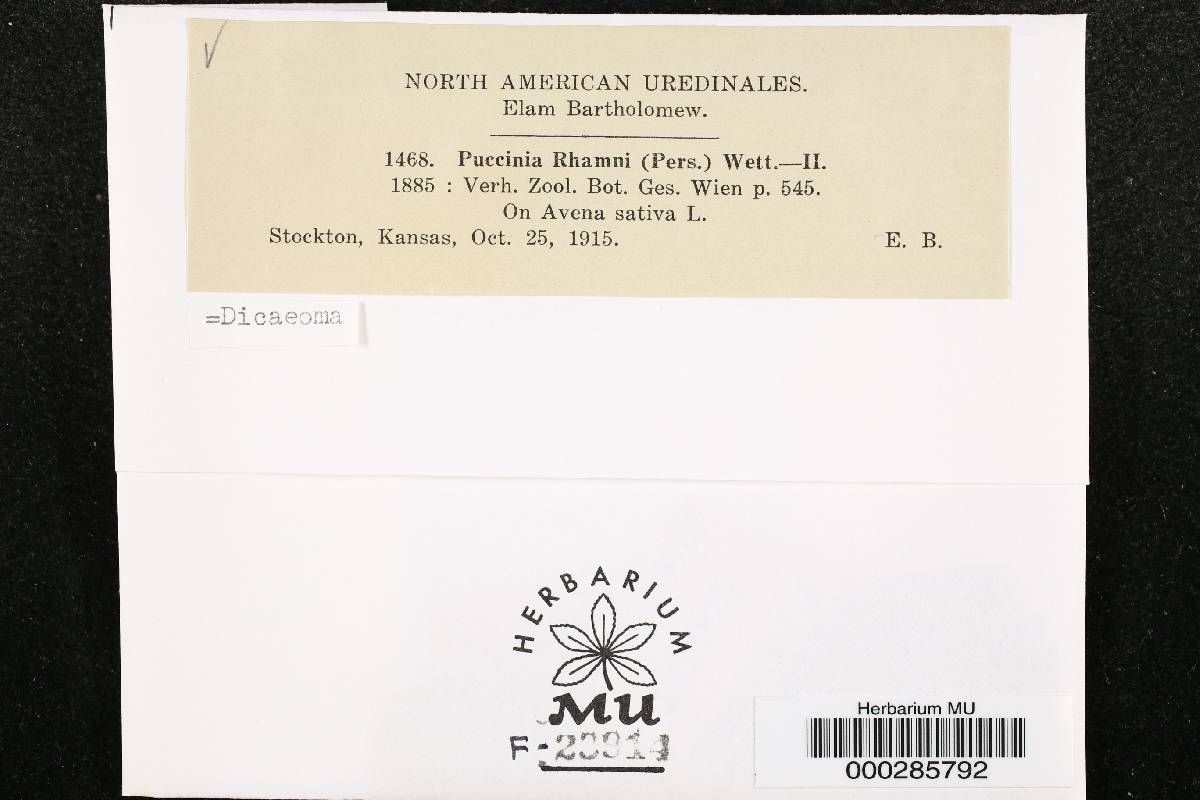 NORTH AMERICAN UREDINALES.
Elam Bartholomew.
1468. Puccinia Rhamni (Pers.) Wett.—II.
1885 : Verh. Zool. Bot. Ges. Wien p. 545.
On Avena sativa L.
Stockton, Kansas, Oct. 25, 1915. E. B.
=Dicaeoma
HERBARIUM
MU
F-
Herbarium MU
000285792